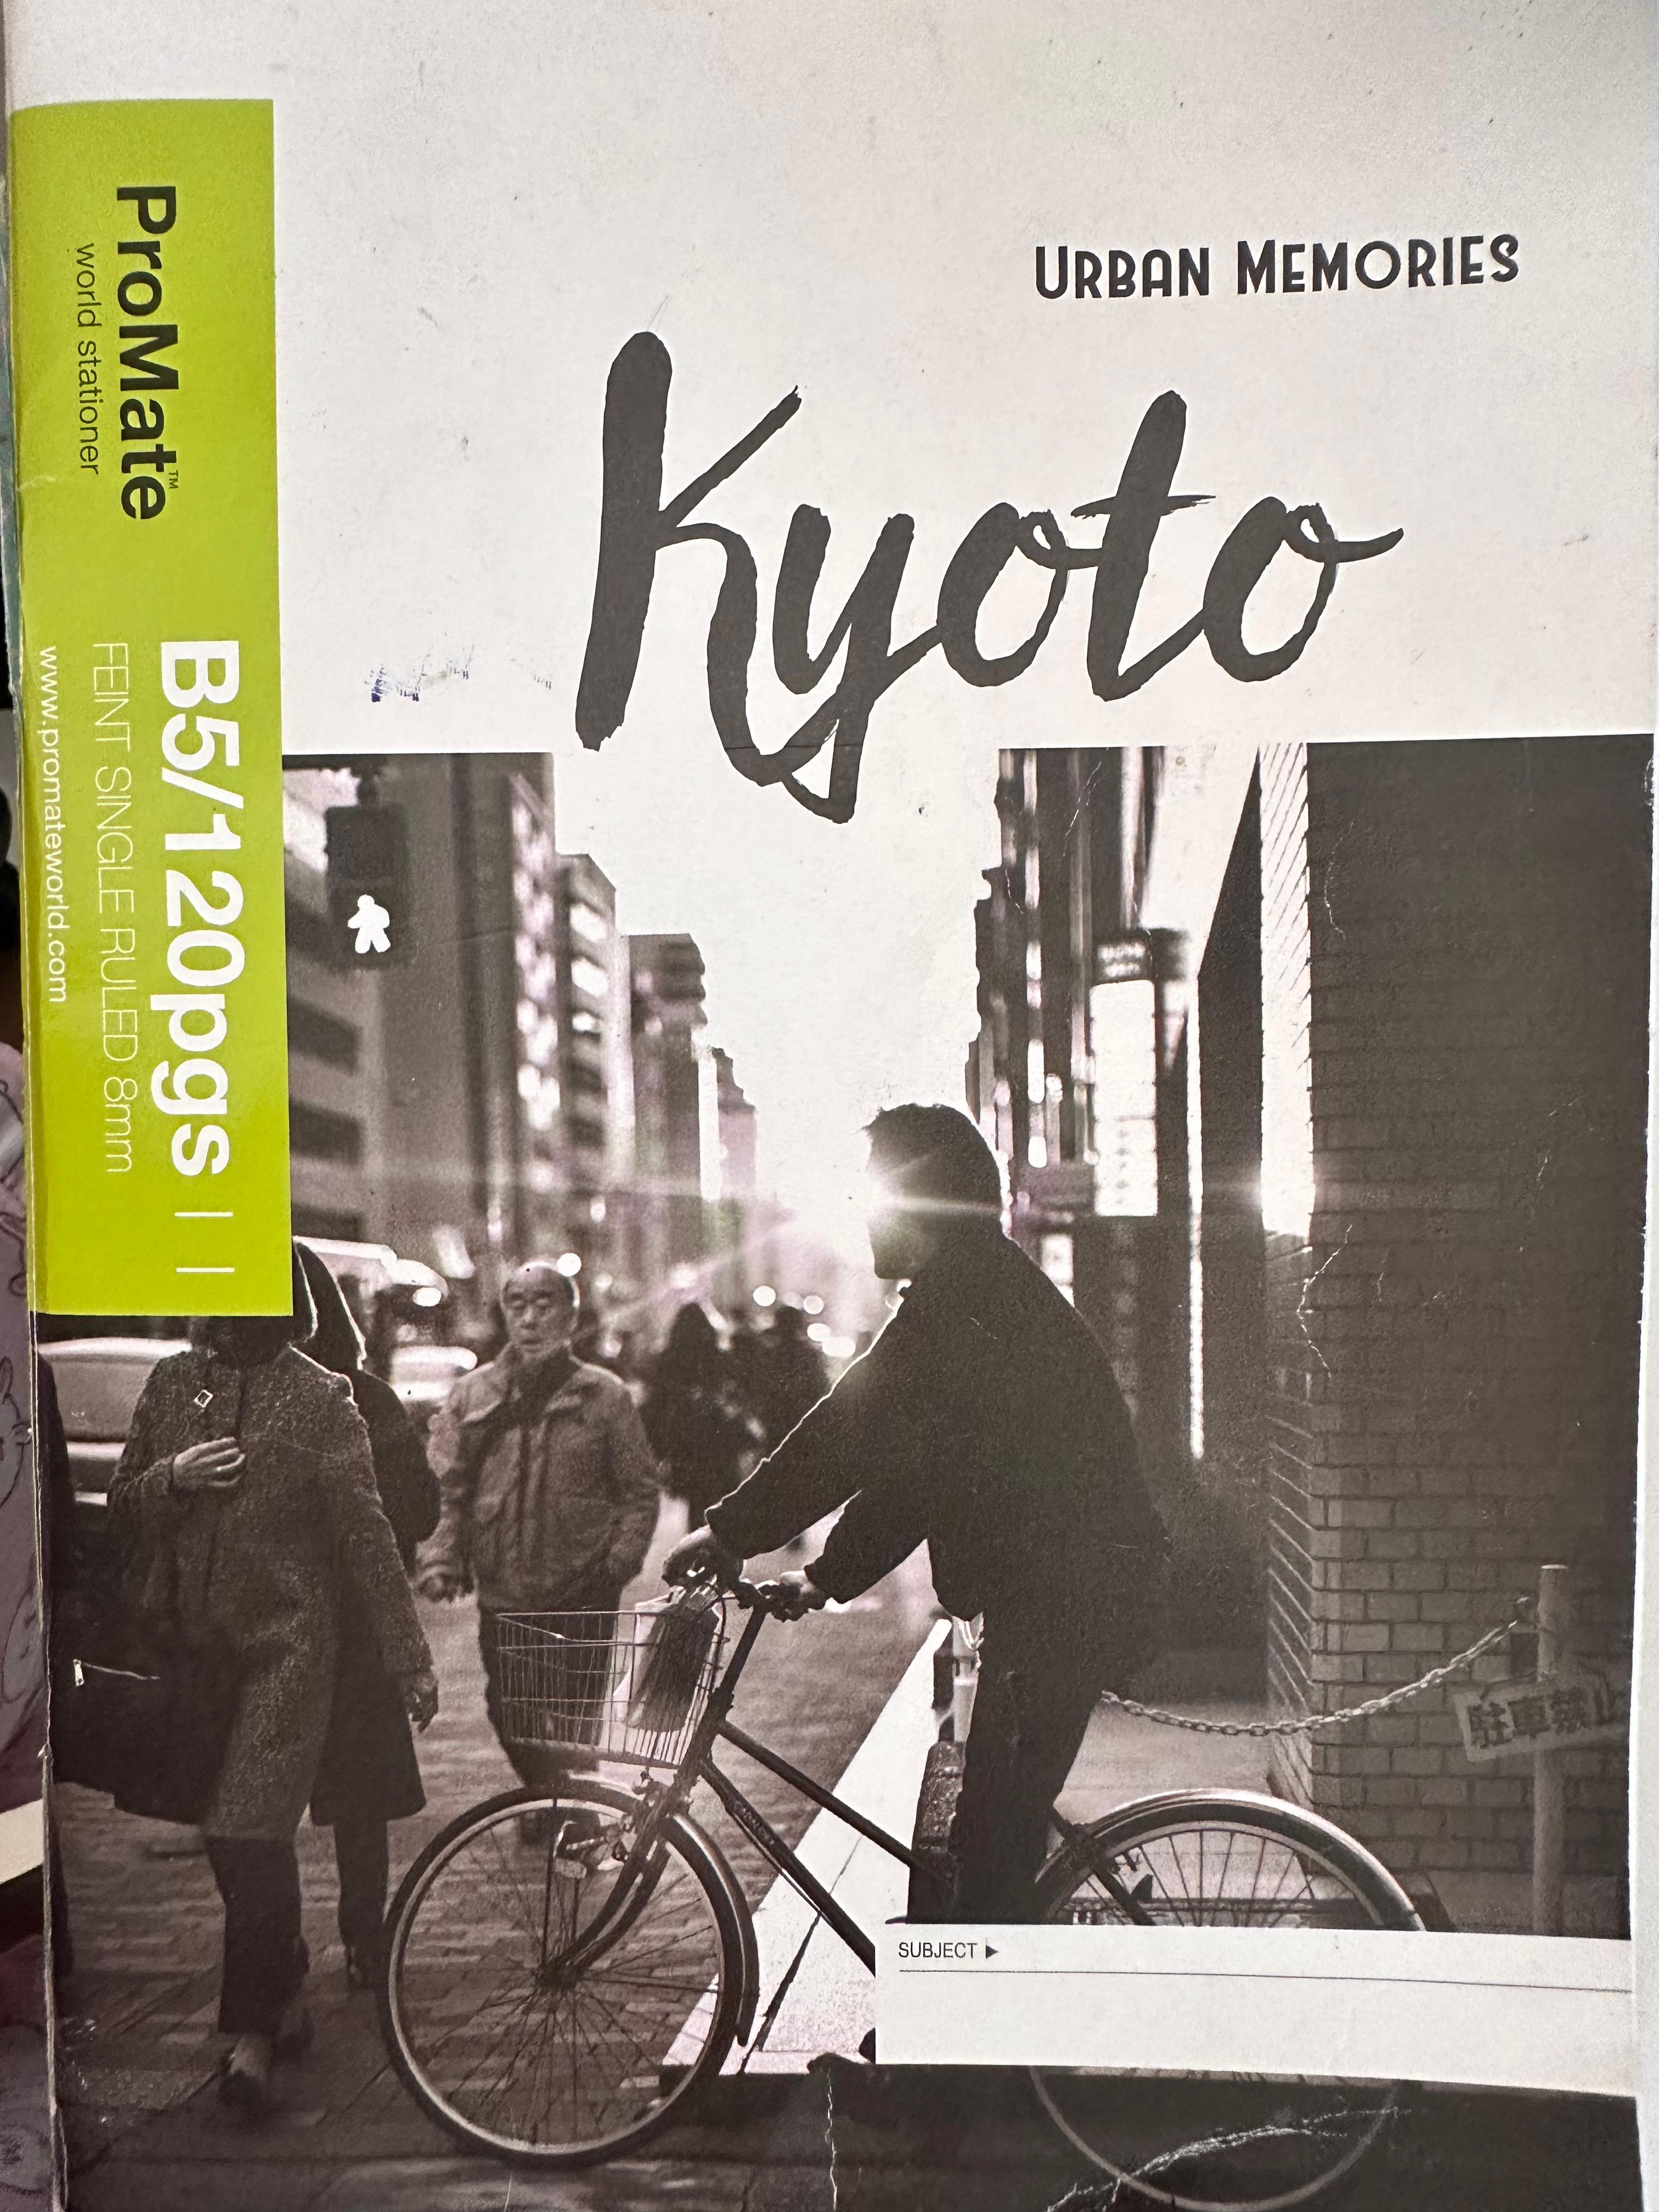 URBAN MEMORIES
Kyoto
ProMate™
world stationer
B5/120pgs
FEINT SINGLE RULED 8mm
www.promateworld.com
駐車禁止
SUBJECT ▶